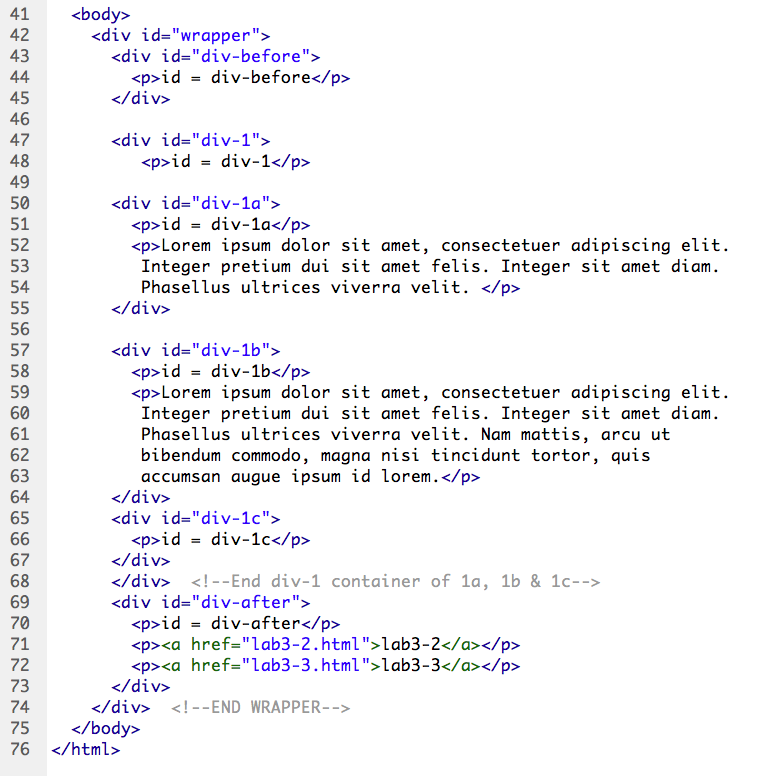 41 <body>
42 <div id="wrapper">
43 <div id="div-before">
44 <p>id = div-before</p>
45 </div>
46
47 <div id="div-1">
48 <p>id = div-1</p>
49
50 <div id="div-1a">
51 <p>id = div-1a</p>
52 <p>Lorem ipsum dolor sit amet, consectetuer adipiscing elit.
53 Integer pretium dui sit amet felis. Integer sit amet diam.
54 Phasellus ultrices viverra velit. </p>
55 </div>
56
57 <div id="div-1b">
58 <p>id = div-1b</p>
59 <p>Lorem ipsum dolor sit amet, consectetuer adipiscing elit.
60 Integer pretium dui sit amet felis. Integer sit amet diam.
61 Phasellus ultrices viverra velit. Nam mattis, arcu ut
62 bibendum commodo, magna nisi tincidunt tortor, quis
63 accumsan augue ipsum id lorem.</p>
64 </div>
65 <div id="div-1c">
66 <p>id = div-1c</p>
67 </div>
68 </div> <!--End div-1 container of 1a, 1b & 1c-->
69 <div id="div-after">
70 <p>id = div-after</p>
71 <p><a href="lab3-2.html">lab3-2</a></p>
72 <p><a href="lab3-3.html">lab3-3</a></p>
73 </div>
74 </div> <!--END WRAPPER-->
75 </body>
76 </html>